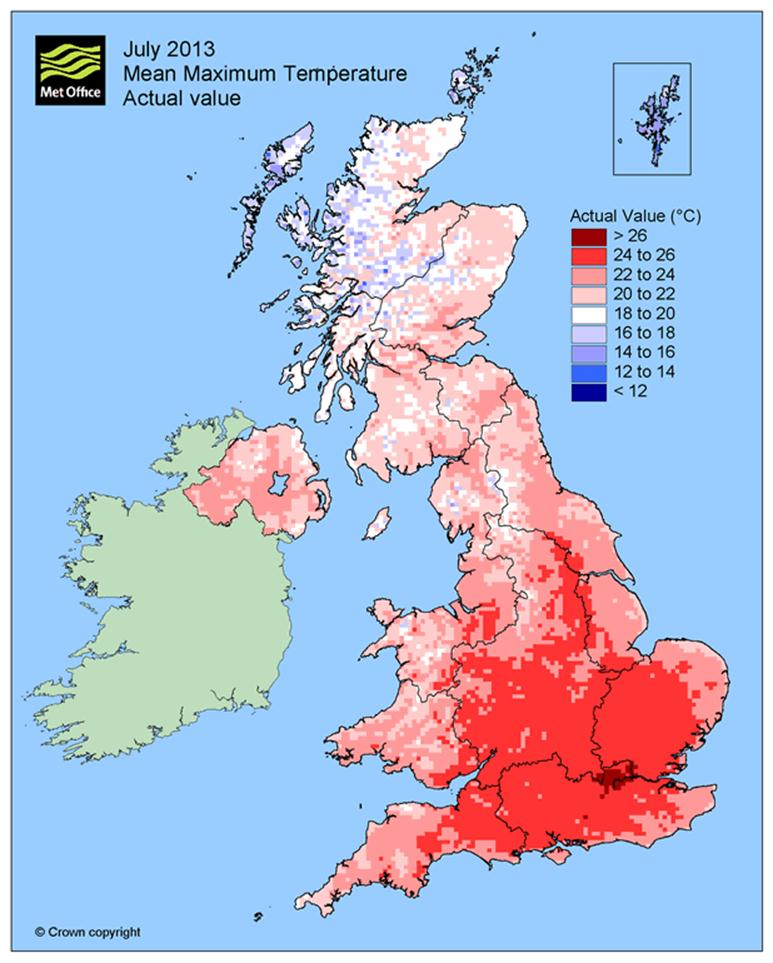 July 2013
Mean Maximum Temperature
Actual value
Met Office
Actual Value (°C)
> 26
24 to 26
22 to 24
20 to 22
18 to 20
16 to 18
14 to 16
12 to 14
< 12
© Crown copyright